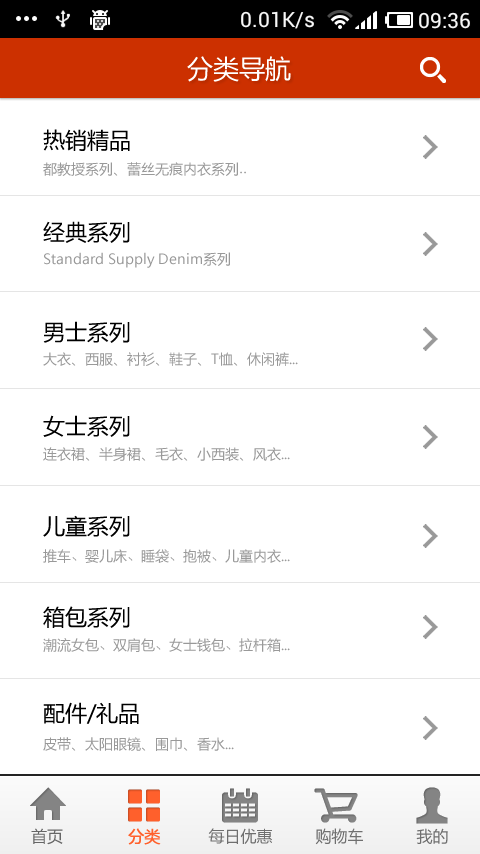 0.01K/s 09:36
分类导航
热销精品
都教授系列、蕾丝无痕内衣系列..
经典系列
Standard Supply Denim系列
男士系列
大衣、西服、衬衫、鞋子、T恤、休闲裤...
女士系列
连衣裙、半身裙、毛衣、小西装、风衣...
儿童系列
推车、婴儿床、睡袋、抱被、儿童内衣...
箱包系列
潮流女包、双肩包、女士钱包、拉杆箱...
配件/礼品
皮带、太阳眼镜、围巾、香水...
首页 分类 每日优惠 购物车 我的